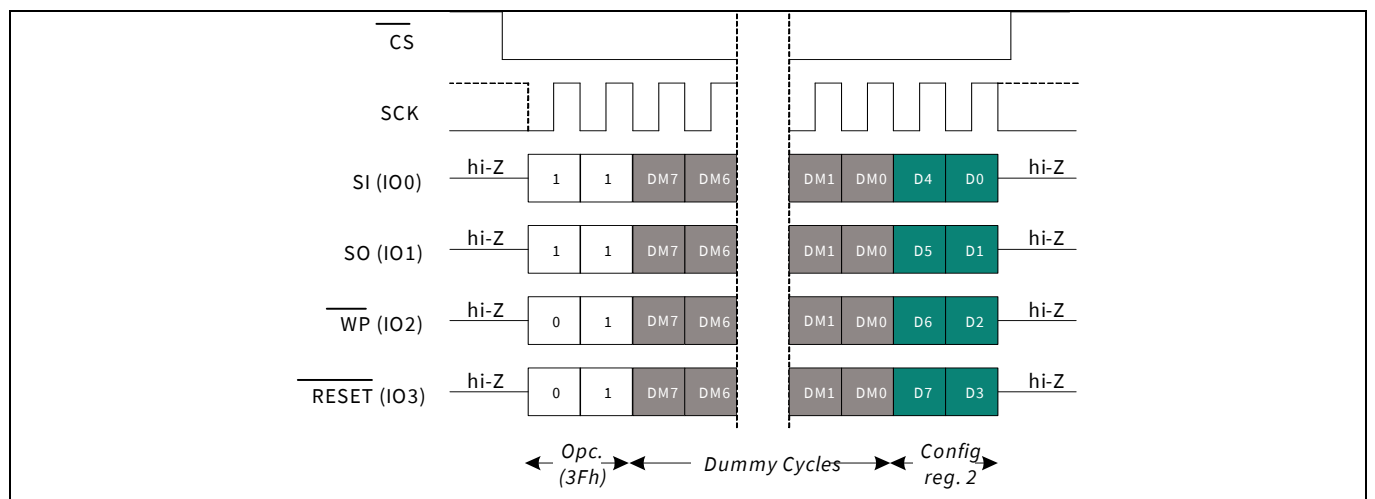 CS
SCK
SI (IO0) hi-Z 1 1 DM7 DM6 DM1 DM0 D4 D0 hi-Z
SO (IO1) hi-Z 1 1 DM7 DM6 DM1 DM0 D5 D1 hi-Z
WP (IO2) hi-Z 0 1 DM7 DM6 DM1 DM0 D6 D2 hi-Z
RESET (IO3) hi-Z 0 1 DM7 DM6 DM1 DM0 D7 D3 hi-Z
Opc. (3Fh) Dummy Cycles Config reg. 2